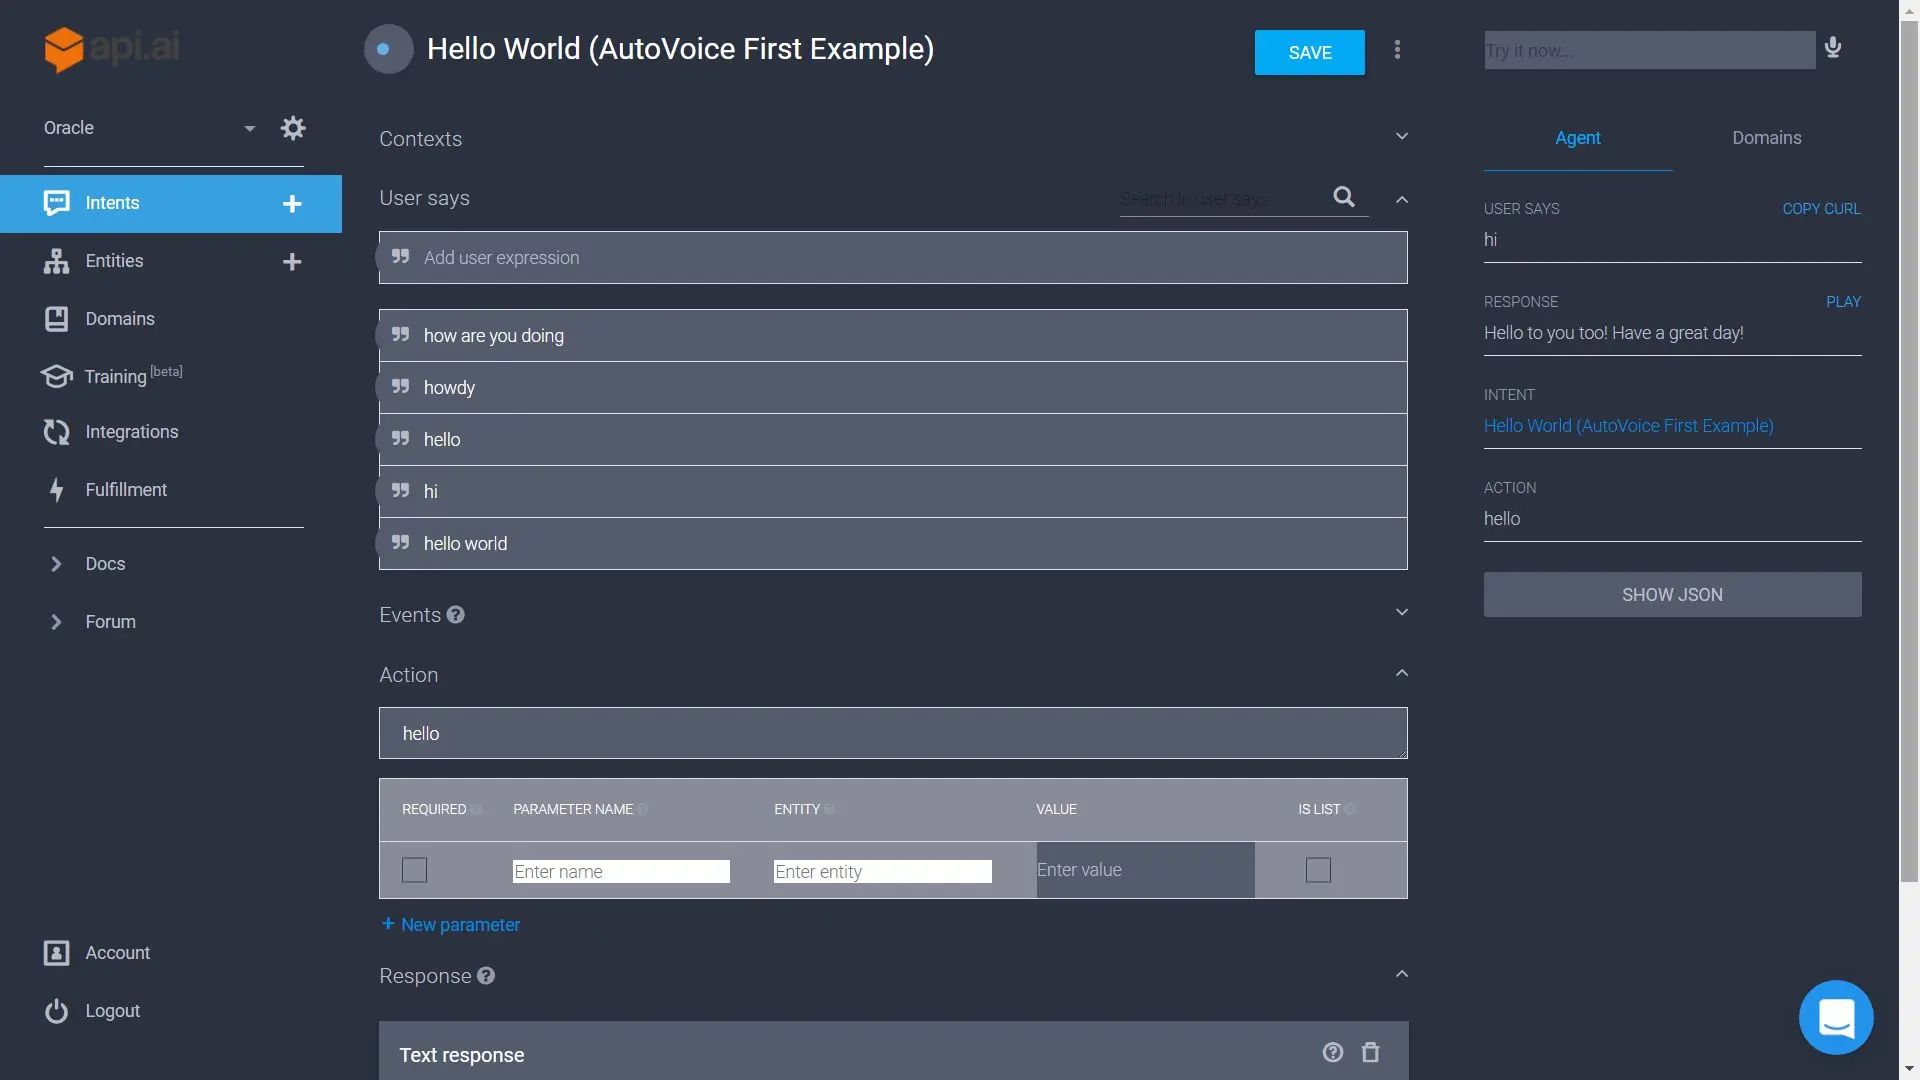 api.ai
Oracle
Intents
Entities
Domains
Training [beta]
Integrations
Fulfillment
Docs
Forum
Account
Logout
Hello World (AutoVoice First Example)
SAVE
Contexts
User says
Search in user says
Add user expression
how are you doing
howdy
hello
hi
hello world
Events
Action
hello
REQUIRED PARAMETER NAME ENTITY VALUE IS LIST
Enter name Enter entity Enter value
+ New parameter
Response
Text response
Try it now...
Agent Domains
USER SAYS COPY CURL
hi
RESPONSE PLAY
Hello to you too! Have a great day!
INTENT
Hello World (AutoVoice First Example)
ACTION
hello
SHOW JSON